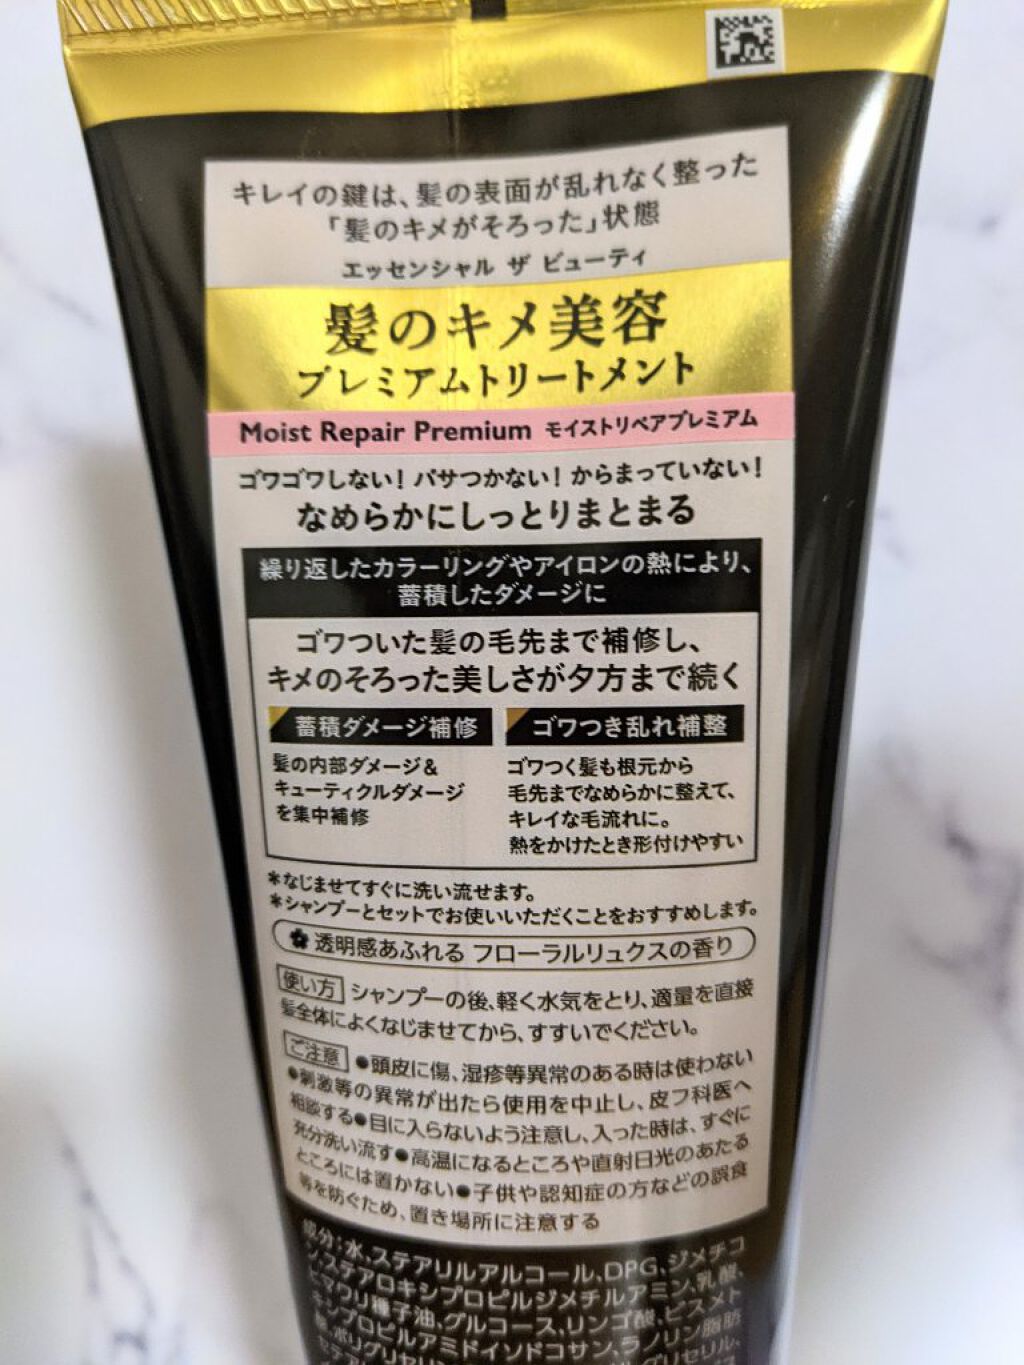 キレイの鍵は、髪の表面が乱れなく整った
「髪のキメがそろった」状態
エッセンシャル ザ ビューティ
髪のキメ美容
プレミアムトリートメント
Moist Repair Premium モイストリペアプレミアム
ゴワゴワしない! パサつかない! からまっていない!
なめらかにしっとりまとまる
繰り返したカラーリングやアイロンの熱により、
蓄積したダメージに
ゴワついた髪の毛先まで補修し、
キメのそろった美しさが夕方まで続く
蓄積ダメージ補修
髪の内部ダメージ&
キューティクルダメージ
を集中補修
ゴワつき乱れ補整
ゴワつく髪も根元から
毛先までなめらかに整えて、
キレイな毛流れに。
熱をかけたとき形付けやすい
*なじませてすぐに洗い流せます。
*シャンプーとセットでお使いいただくことをおすすめします。
透明感あふれる フローラルリュクスの香り
使い方 シャンプーの後、軽く水気をとり、適量を直接
髪全体によくなじませてから、すすいでください。
ご注意 ●頭皮に傷、湿疹等異常のある時は使わない
●刺激等の異常が出たら使用を中止し、皮フ科医へ
相談する●目に入らないよう注意し、入った時は、すぐに
充分洗い流す●高温になるところや直射日光のあたる
ところには置かない●子供や認知症の方などの誤食
等を防ぐため、置き場所に注意する
成分:水、ステアリルアルコール、DPG、ジメチコ
ン、ステアロキシプロピルジメチルアミン、乳酸、
ヒマワリ種子油、グルコース、リンゴ酸、ビスメト
キシプロピルアミドイソドコサン、ラノリン脂肪
グリセリル、